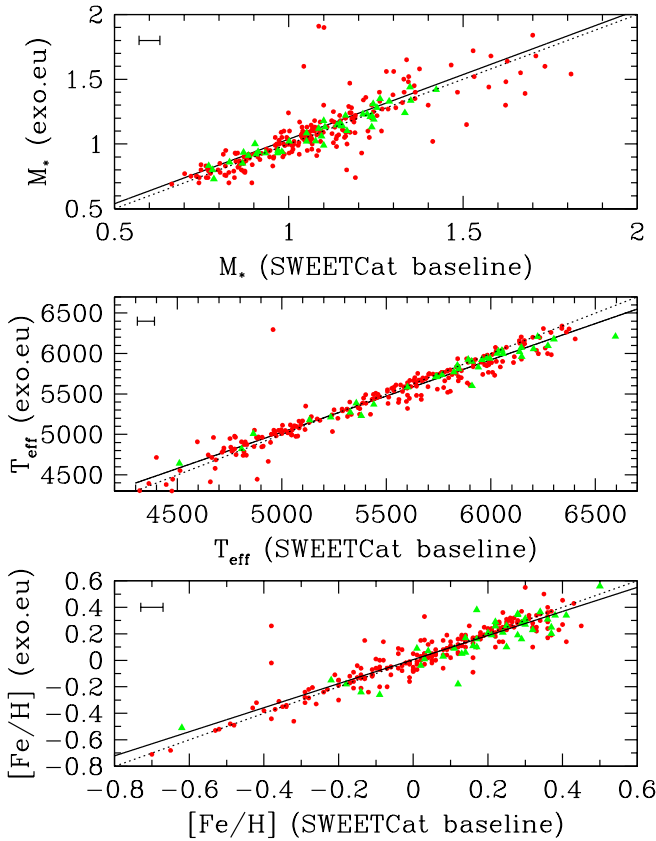 2
1.5
1
0.5
M* (exo.eu)
0.5 1 1.5 2
M* (SWEETCat baseline)
6500
6000
5500
5000
4500
Teff (exo.eu)
4500 5000 5500 6000 6500
Teff (SWEETCat baseline)
0.6
0.4
0.2
0
−0.2
−0.4
−0.6
−0.8
[Fe/H] (exo.eu)
−0.8 −0.6 −0.4 −0.2 0 0.2 0.4 0.6
[Fe/H] (SWEETCat baseline)